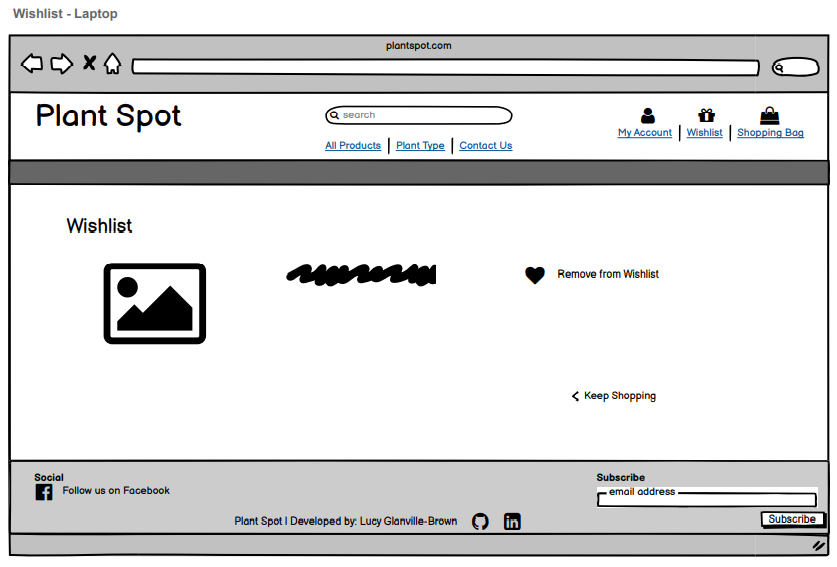 Wishlist - Laptop
plantspot.com
Plant Spot
search
All Products | Plant Type | Contact Us
My Account | Wishlist | Shopping Bag
Wishlist
Remove from Wishlist
Keep Shopping
Social
Follow us on Facebook
Subscribe
email address
Subscribe
Plant Spot | Developed by: Lucy Glanville-Brown